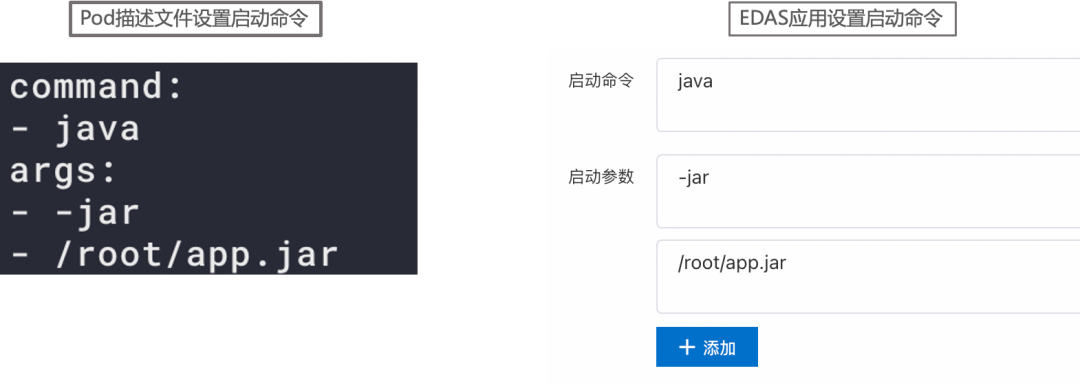 Pod描述文件设置启动命令
command:
- java
args:
- -jar
- /root/app.jar
EDAS应用设置启动命令
启动命令
java
启动参数
-jar
/root/app.jar
+ 添加